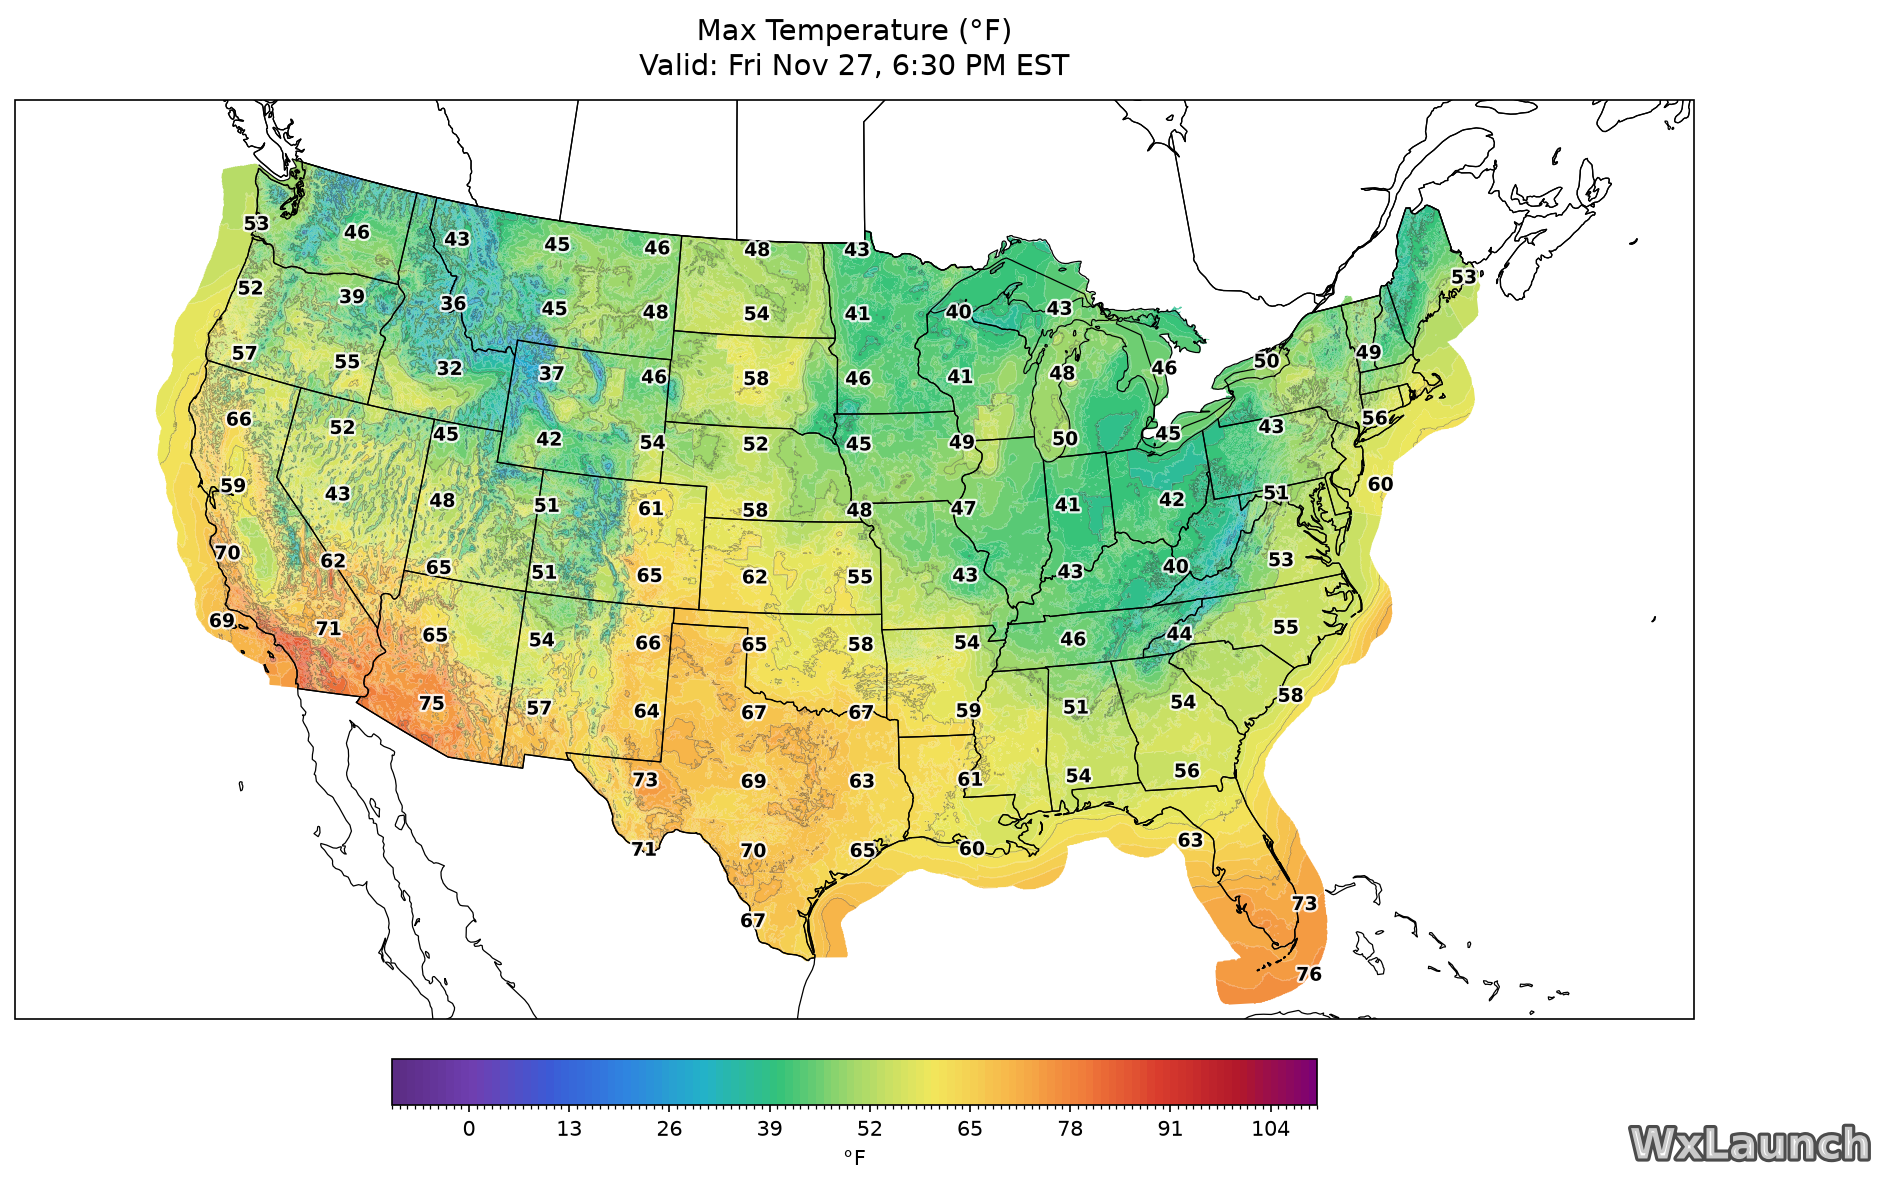 Max Temperature (°F)
Valid: Fri Nov 27, 6:30 PM EST
53 46 43 45 46 48 43
52 39 36 45 48 54 41 40 43 53
57 55 32 37 46 58 46 41 48 46 50 49
66 52 45 42 54 52 45 49 50 45 43 56
59 43 48 51 61 58 48 47 41 42 51 60
70 62 65 51 65 62 55 43 43 40 53
69 71 65 54 66 65 58 54 46 44 55
75 57 64 67 67 59 51 54 58
73 69 63 61 54 56
71 70 65 60 63
67 73
76
0 13 26 39 52 65 78 91 104
°F
WxLaunch